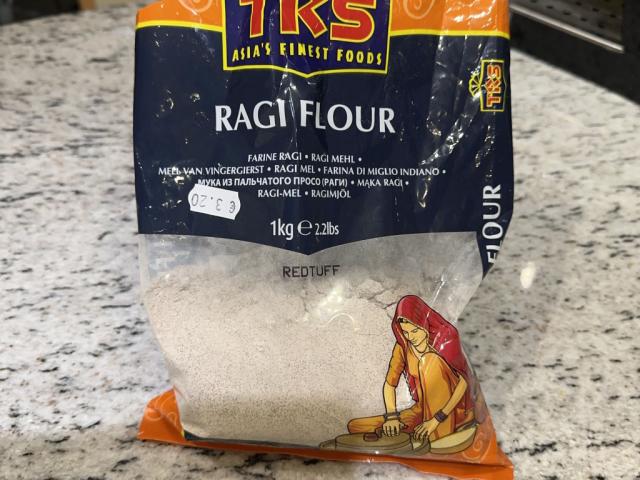 TRS
ASIA'S FINEST FOODS
TRS
RAGI FLOUR
FARINE RAGI • RAGI MEHL •
MEEL VAN VINGERGIERST • RAGI MEL • FARINA DI MIGLIO INDIANO •
МУКА ИЗ ПАЛЬЧАТОГО ПРОСО (РАГИ) • MĄKA RAGI •
RAGI-MEL • RAGIMJÖL
€ 3.20
1kg e 2.2lbs
FLOUR
REDTUFF